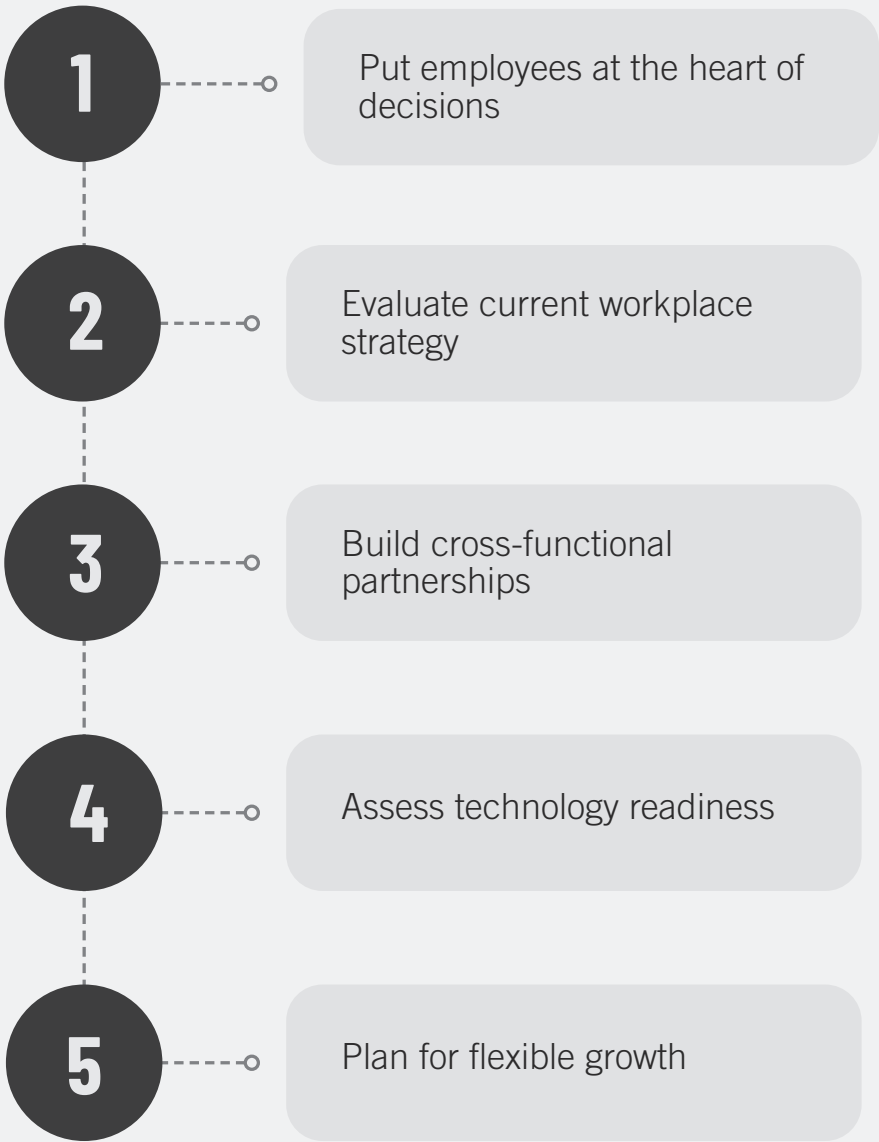 1
Put employees at the heart of
decisions
2
Evaluate current workplace
strategy
3
Build cross-functional
partnerships
4
Assess technology readiness
5
Plan for flexible growth